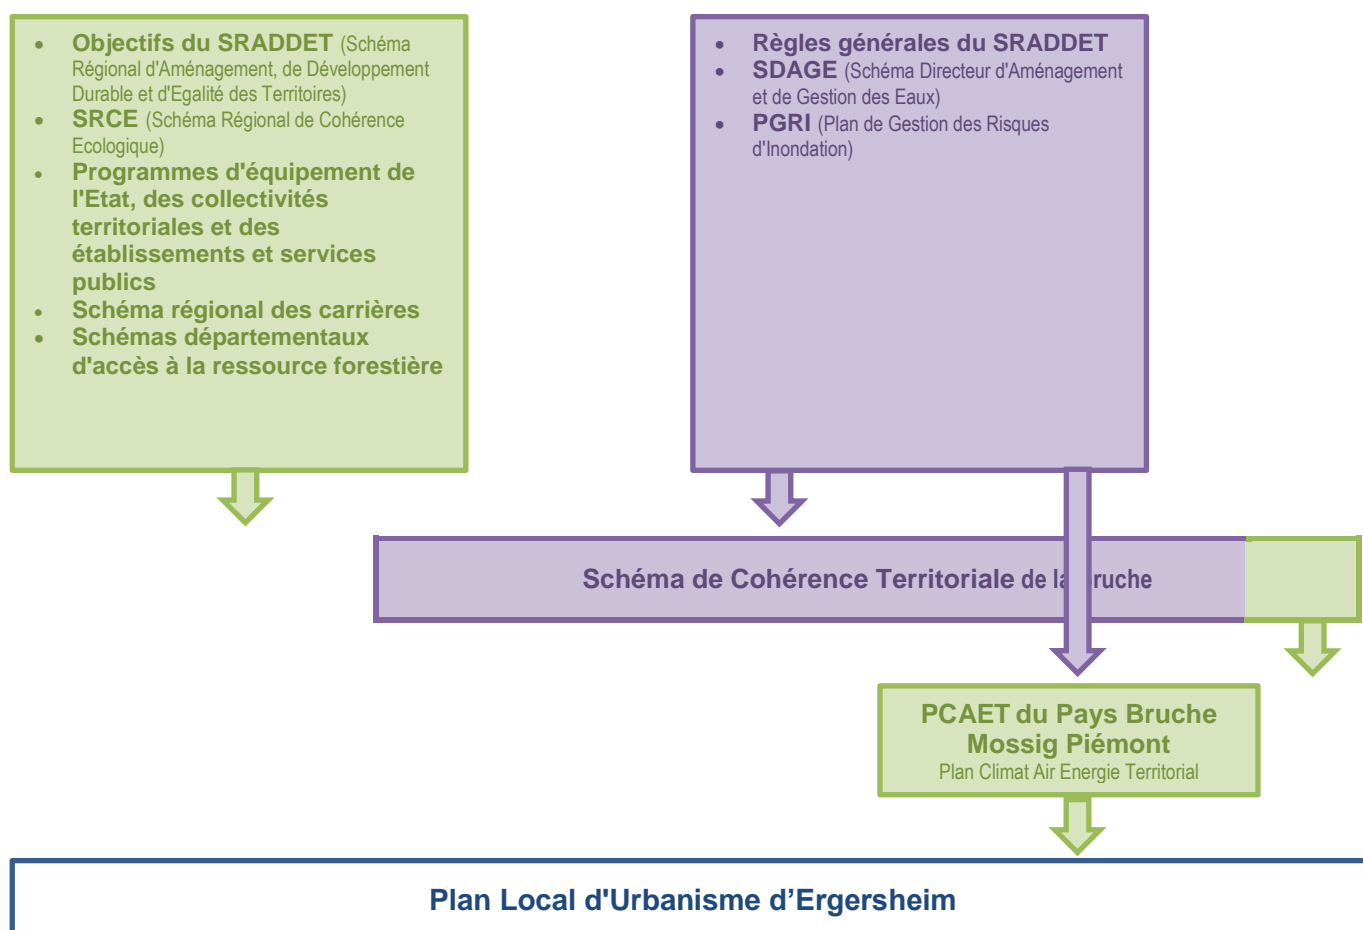 • Objectifs du SRADDET (Schéma
Régional d'Aménagement, de Développement
Durable et d'Egalité des Territoires)
• SRCE (Schéma Régional de Cohérence
Ecologique)
• Programmes d'équipement de
l'Etat, des collectivités
territoriales et des
établissements et services
publics
• Schéma régional des carrières
• Schémas départementaux
d'accès à la ressource forestière
• Règles générales du SRADDET
• SDAGE (Schéma Directeur d'Aménagement
et de Gestion des Eaux)
• PGRI (Plan de Gestion des Risques
d'Inondation)
Schéma de Cohérence Territoriale de la Bruche
PCAET du Pays Bruche
Mossig Piémont
Plan Climat Air Energie Territorial
Plan Local d'Urbanisme d’Ergersheim